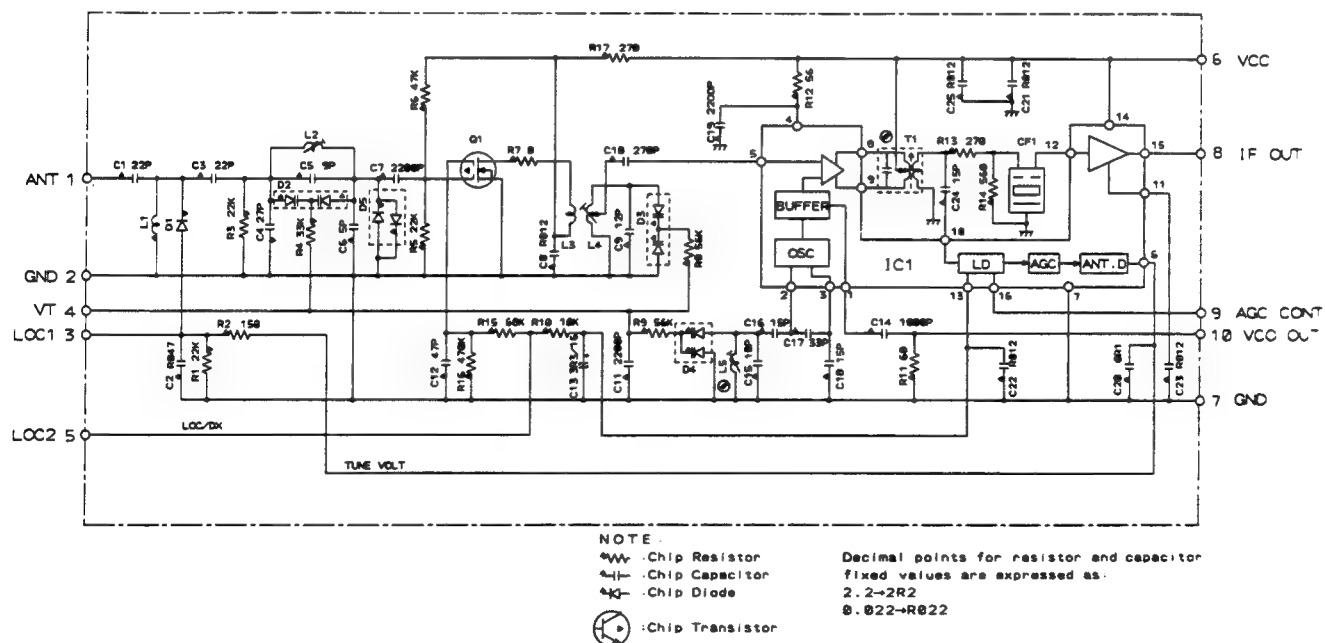 R17 270
6 VCC
R6 47K
R12 56
C19 2200P
C25 R012
C21 R012
4
14
L2
Q1
T1
C5 9P
C7 2200P
R7 0
C18 270P
5
8
R13 270
CF1
12
15
8 IF OUT
ANT 1
C1 22P
C3 22P
D2
9
C24 15P
R14 560
11
L1
D1
R3 22K
C4 27P
R4 33K
C6 5P
D5
R5 22K
C8 R012
L3
L4
C9 12P
D3
R8 56K
BUFFER
OSC
IC1
LD
AGC
ANT.D
GND 2
2
3
1
13
16
7
VT 4
9 AGC CONT
LOC1 3
R2 150
R15 68K
R10 10K
R9 56K
C16 15P
C17 33P
C14 1000P
10 VCC OUT
C2 R047
R1 22K
C12 47P
R16 470K
C13 3R3/16
C11 2200P
L5
C18 15P
R11 68
C22 R012
C20 0R1
C23 R012
7 GND
LOC2 5
LOC/DX
TUNE VOLT
NOTE:
:Chip Resistor
:Chip Capacitor
:Chip Diode
:Chip Transistor
Decimal points for resistor and capacitor
fixed values are expressed as:
2.2→2R2
0.022→R022